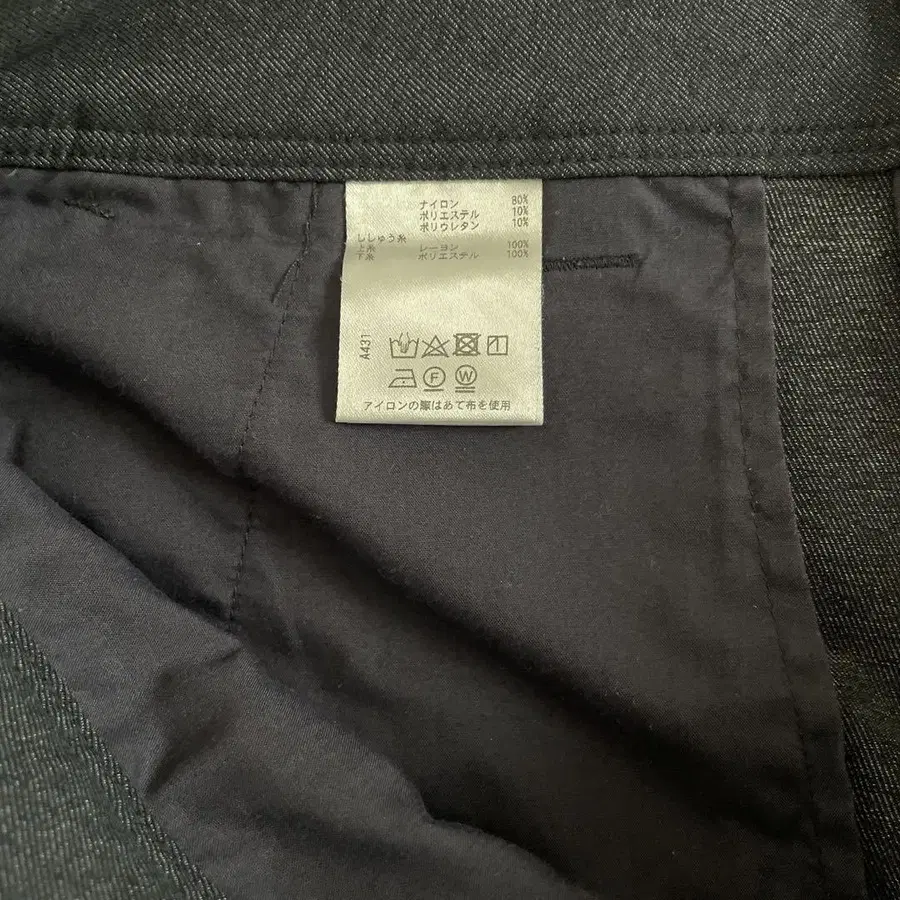 ナイロン 80%
ポリエステル 10%
ポリウレタン 10%
ししゅう糸
上糸 レーヨン 100%
下糸 ポリエステル 100%
A431
F W
アイロンの際はあて布を使用